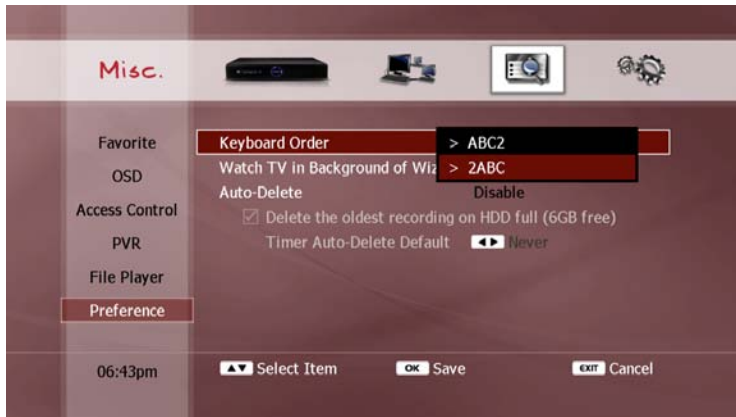 Misc.
Favorite
OSD
Access Control
PVR
File Player
Preference
06:43pm
Keyboard Order
> ABC2
> 2ABC
Watch TV in Background of Wiz
Auto-Delete Disable
Delete the oldest recording on HDD full (6GB free)
Timer Auto-Delete Default Never
Select Item OK Save EXIT Cancel